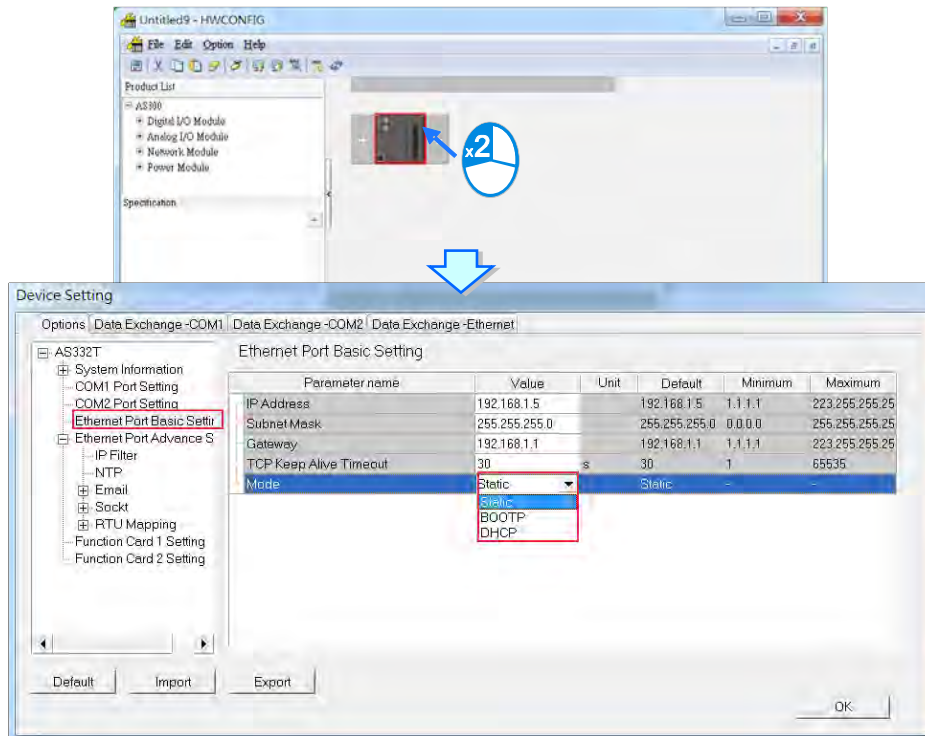 Untitled9 - HWCONFIG
File Edit Option Help
Product List
AS300
Digital I/O Module
Analog I/O Module
Network Module
Power Module
Specification
x2
Device Setting
Options Data Exchange -COM1 Data Exchange -COM2 Data Exchange -Ethernet
AS332T
System Information
COM1 Port Setting
COM2 Port Setting
Ethernet Port Basic Settir
Ethernet Port Advance S
IP Filter
NTP
Email
Sockt
RTU Mapping
Function Card 1 Setting
Function Card 2 Setting
Ethernet Port Basic Setting
Parameter name Value Unit Default Minimum Maximum
IP Address 192.168.1.5 192.168.1.5 1.1.1.1 223.255.255.25
Subnet Mask 255.255.255.0 255.255.255.0 0.0.0.0 255.255.255.25
Gateway 192.168.1.1 192.168.1.1 1.1.1.1 223.255.255.25
TCP Keep Alive Timeout 30 s 30 1 65535
Mode Static Static - -
Static
BOOTP
DHCP
Default Import Export
OK